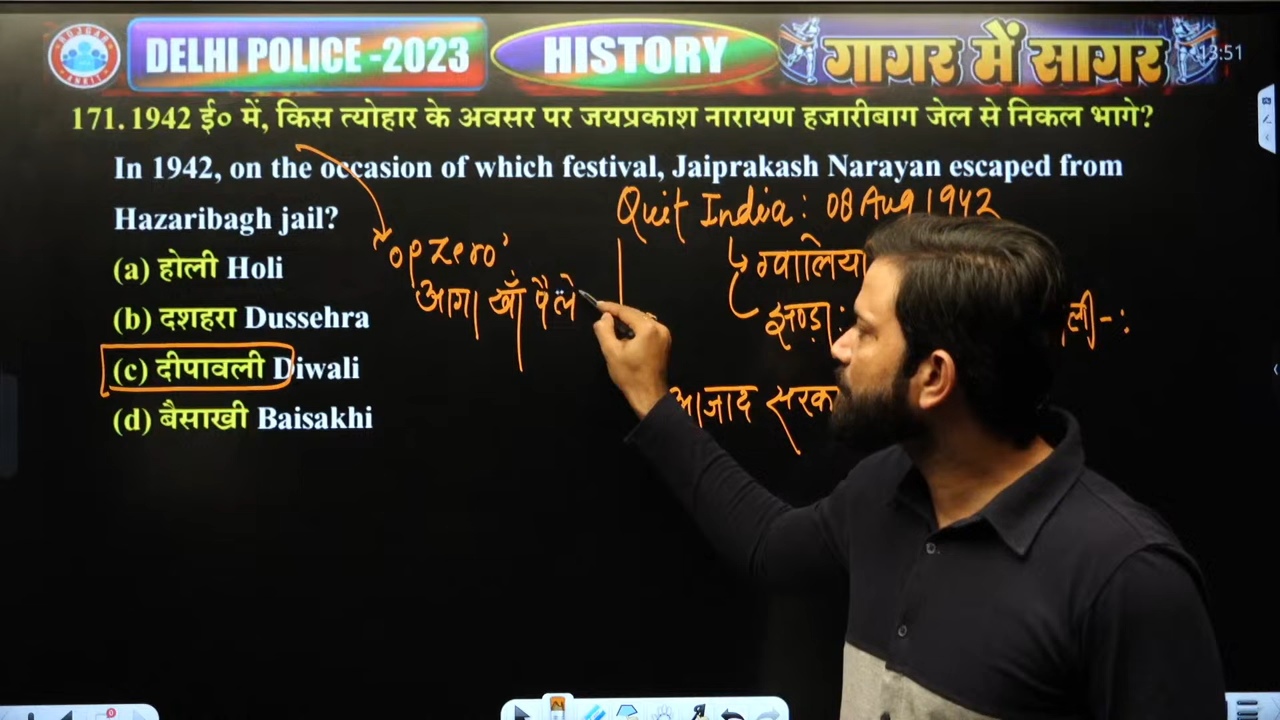 ROJGAR
ANKIT
DELHI POLICE -2023
HISTORY
गागर में सागर
13:51
171. 1942 ई० में, किस त्योहार के अवसर पर जयप्रकाश नारायण हजारीबाग जेल से निकल भागे?
In 1942, on the occasion of which festival, Jaiprakash Narayan escaped from
Hazaribagh jail?
Quit India: 08 Aug 1942
'op zero'
ग्वालिया
(a) होली Holi
आगा खाँ पैले
झण्डा:
ली-:
(b) दशहरा Dussehra
(c) दीपावली Diwali
आजाद सरका
(d) बैसाखी Baisakhi